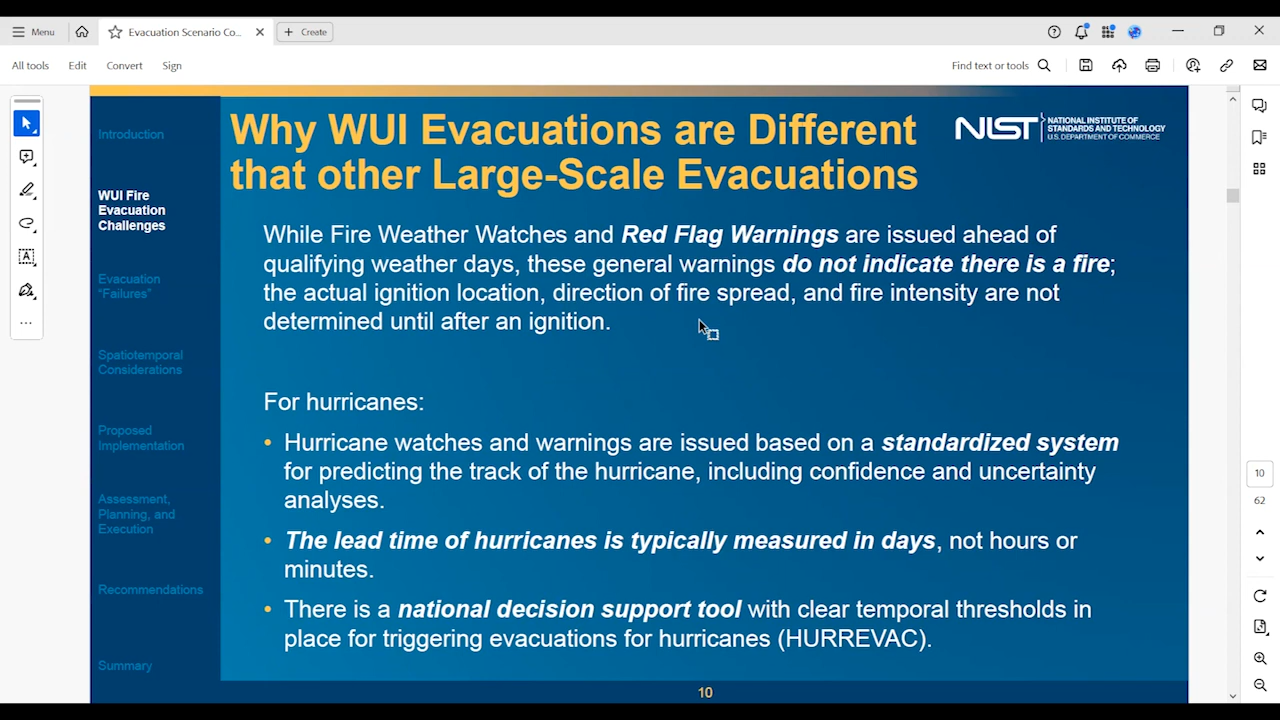 Menu
Evacuation Scenario Co...
Create
All tools
Edit
Convert
Sign
Find text or tools
Introduction
WUI Fire
Evacuation
Challenges
Evacuation
“Failures”
Spatiotemporal
Considerations
Proposed
Implementation
Assessment,
Planning, and
Execution
Recommendations
Summary
Why WUI Evacuations are Different
that other Large-Scale Evacuations
NIST
NATIONAL INSTITUTE OF
STANDARDS AND TECHNOLOGY
U.S. DEPARTMENT OF COMMERCE
While Fire Weather Watches and Red Flag Warnings are issued ahead of
qualifying weather days, these general warnings do not indicate there is a fire;
the actual ignition location, direction of fire spread, and fire intensity are not
determined until after an ignition.
For hurricanes:
• Hurricane watches and warnings are issued based on a standardized system
for predicting the track of the hurricane, including confidence and uncertainty
analyses.
• The lead time of hurricanes is typically measured in days, not hours or
minutes.
• There is a national decision support tool with clear temporal thresholds in
place for triggering evacuations for hurricanes (HURREVAC).
10
10
62